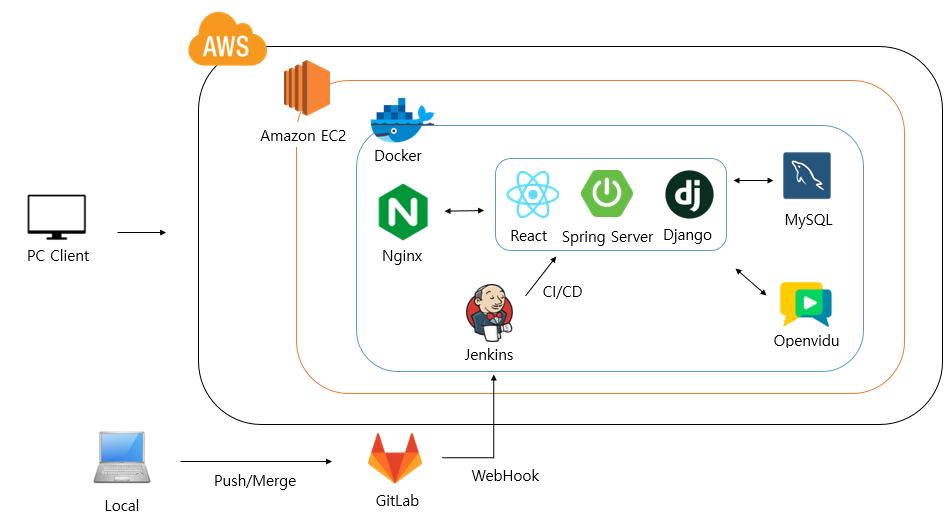 AWS
Amazon EC2
Docker
Nginx
React
Spring Server
dj
Django
MySQL
PC Client
CI/CD
Jenkins
Openvidu
Local
Push/Merge
GitLab
WebHook